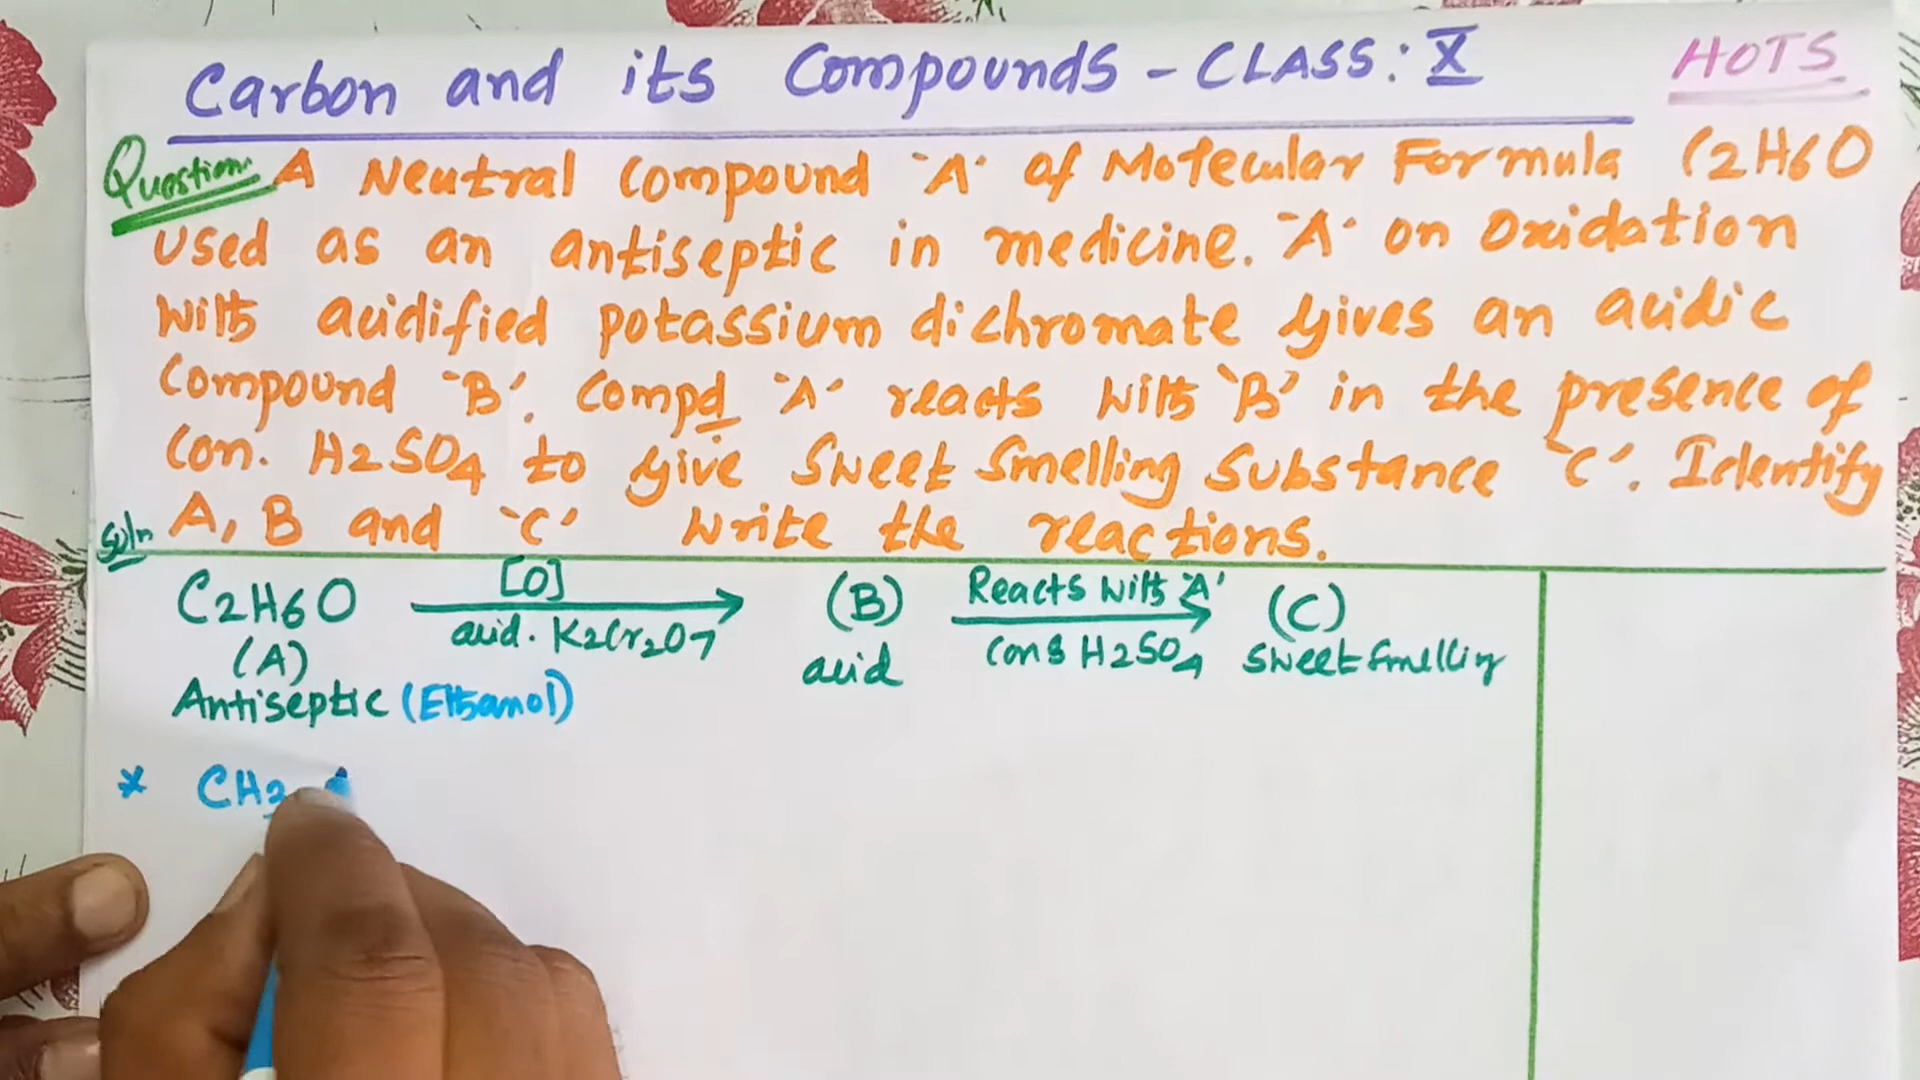 Carbon and its Compounds - CLASS: X HOTS
Question: A Neutral Compound 'A' of Molecular Formula C2H6O
Used as an antiseptic in medicine. 'A' on Oxidation
With acidified potassium dichromate gives an acidic
Compound 'B'. Compd 'A' reacts With 'B' in the presence of
Con. H2SO4 to give Sweet Smelling Substance 'C'. Identify
A, B and 'C' Write the reactions.
Soln
C2H6O [O] (B) Reacts With 'A' (C)
(A) acid. K2Cr2O7 acid Conc H2SO4 Sweet Smelling
Antiseptic (Ethanol)
* CH3